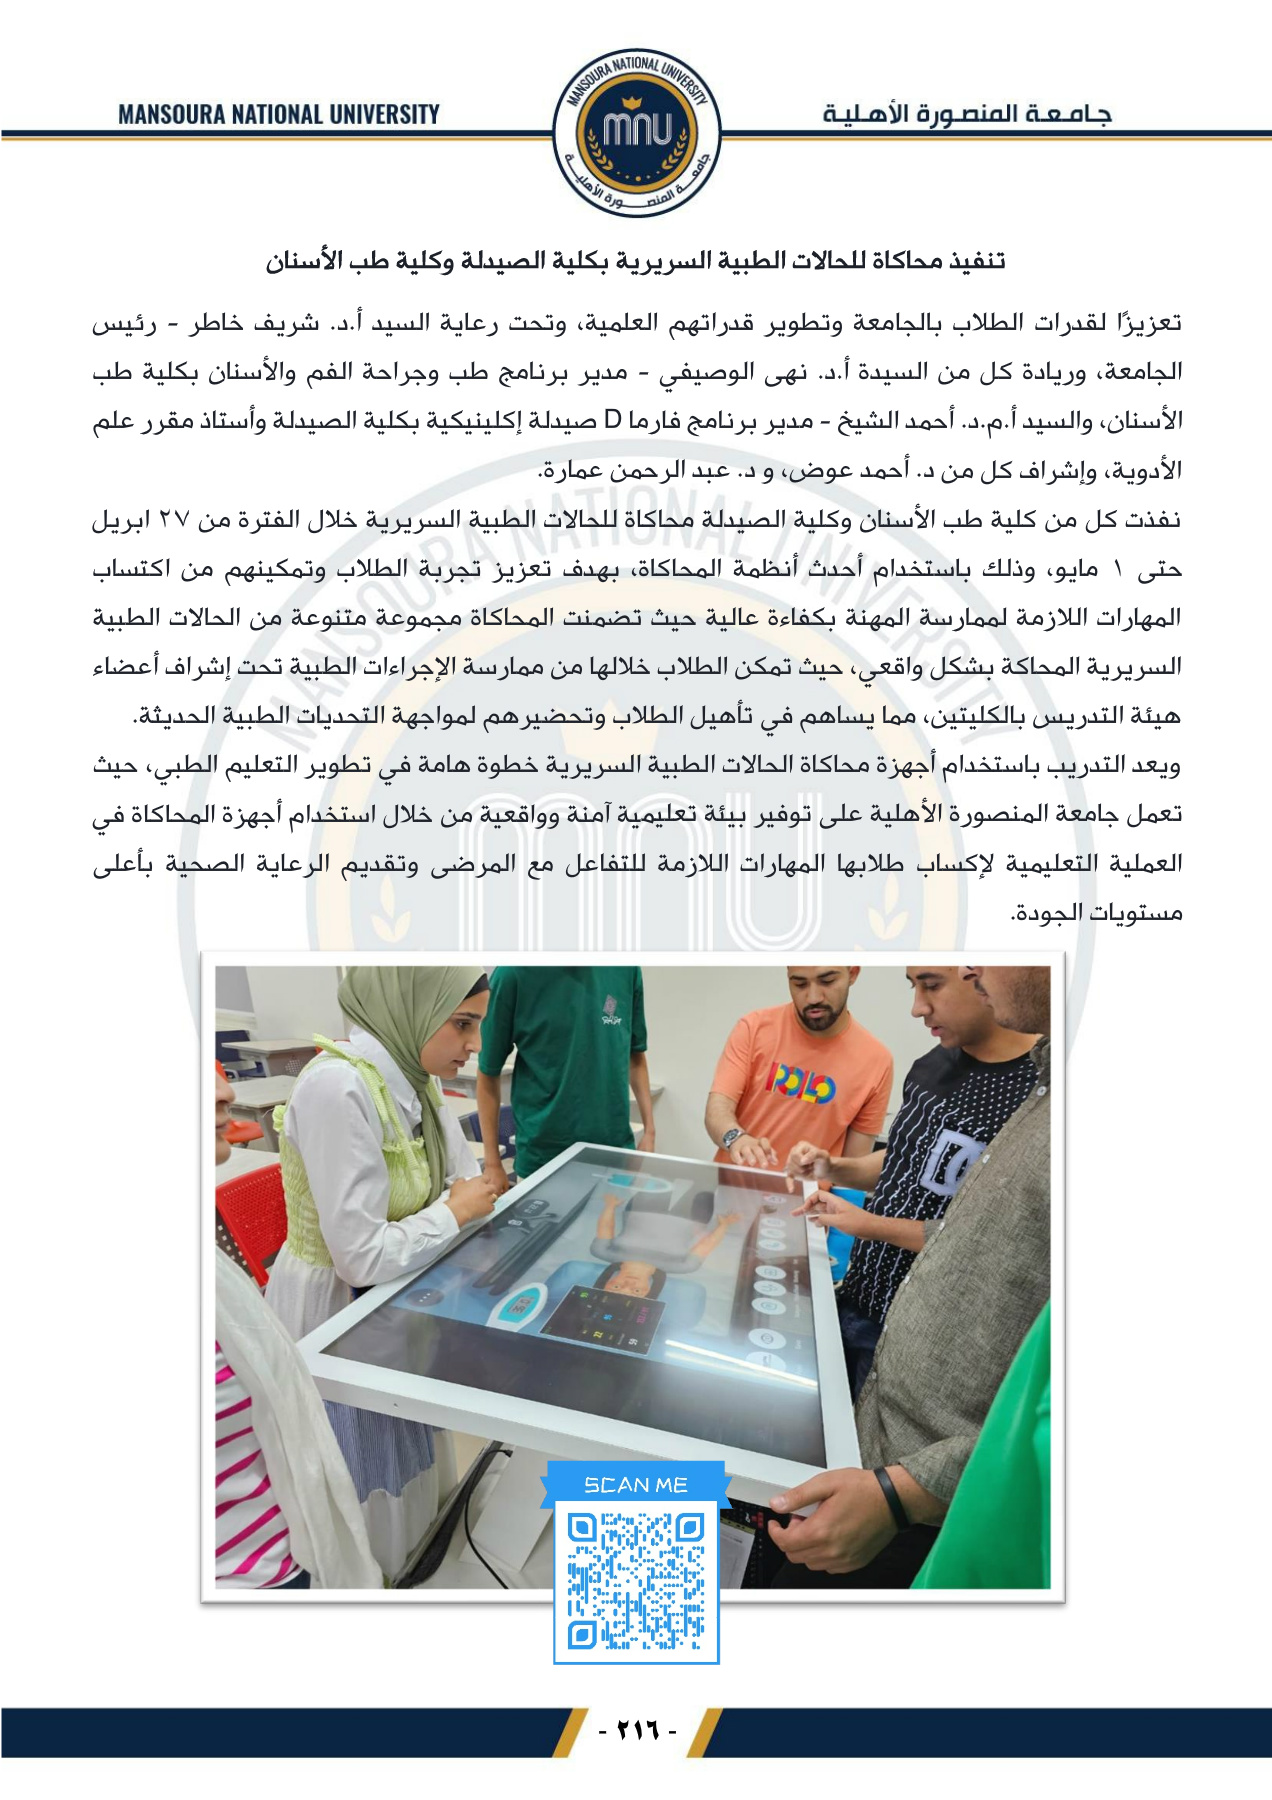 MANSOURA NATIONAL UNIVERSITY
جامعة المنصورة الأهلية
MANSOURA NATIONAL UNIVERSITY
mnu
جامعة المنصورة الأهلية
تنفيذ محاكاة للحالات الطبية السريرية بكلية الصيدلة وكلية طب الأسنان
تعزيزًا لقدرات الطلاب بالجامعة وتطوير قدراتهم العلمية، وتحت رعاية السيد أ.د. شريف خاطر - رئيس
الجامعة، وريادة كل من السيدة أ.د. نهى الوصيفي - مدير برنامج طب وجراحة الفم والأسنان بكلية طب
الأسنان، والسيد أ.م.د. أحمد الشيخ - مدير برنامج فارما D صيدلة إكلينيكية بكلية الصيدلة وأستاذ مقرر علم
الأدوية، وإشراف كل من د. أحمد عوض، و د. عبد الرحمن عمارة.
نفذت كل من كلية طب الأسنان وكلية الصيدلة محاكاة للحالات الطبية السريرية خلال الفترة من ٢٧ ابريل
حتى ١ مايو، وذلك باستخدام أحدث أنظمة المحاكاة، بهدف تعزيز تجربة الطلاب وتمكينهم من اكتساب
المهارات اللازمة لممارسة المهنة بكفاءة عالية حيث تضمنت المحاكاة مجموعة متنوعة من الحالات الطبية
السريرية المحاكة بشكل واقعي، حيث تمكن الطلاب خلالها من ممارسة الإجراءات الطبية تحت إشراف أعضاء
هيئة التدريس بالكليتين، مما يساهم في تأهيل الطلاب وتحضيرهم لمواجهة التحديات الطبية الحديثة.
ويعد التدريب باستخدام أجهزة محاكاة الحالات الطبية السريرية خطوة هامة في تطوير التعليم الطبي، حيث
تعمل جامعة المنصورة الأهلية على توفير بيئة تعليمية آمنة وواقعية من خلال استخدام أجهزة المحاكاة في
العملية التعليمية لإكساب طلابها المهارات اللازمة للتفاعل مع المرضى وتقديم الرعاية الصحية بأعلى
مستويات الجودة.
MANSOURA NATIONAL UNIVERSITY
mnu
POLO
SCAN ME
- ٢١٦ -